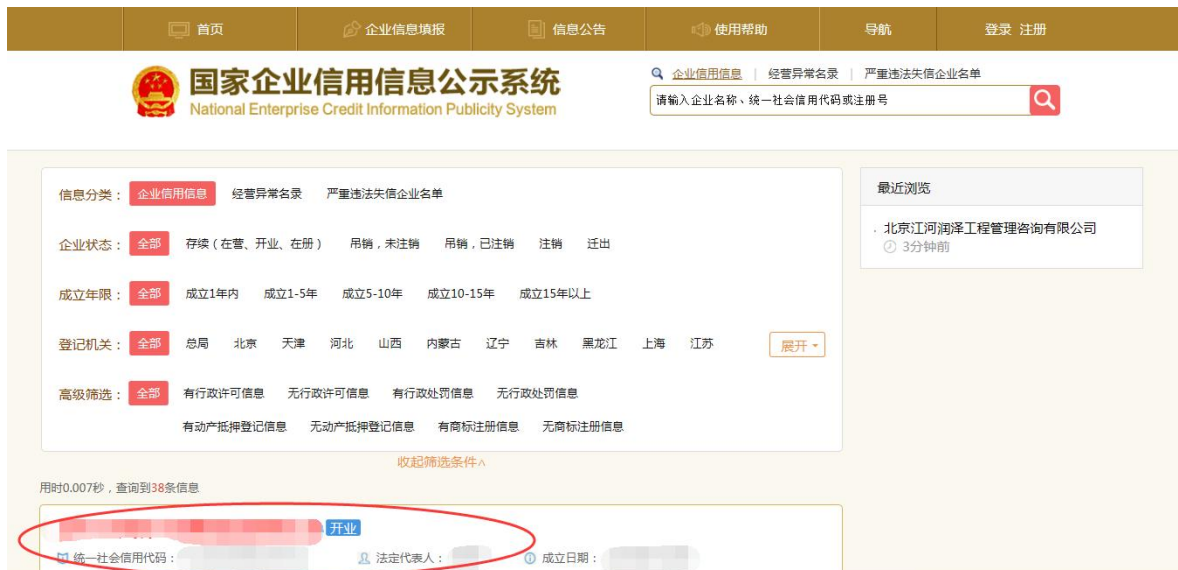 首页 企业信息填报 信息公告 使用帮助 导航 登录 注册
国家企业信用信息公示系统
National Enterprise Credit Information Publicity System
企业信用信息 | 经营异常名录 | 严重违法失信企业名单
请输入企业名称、统一社会信用代码或注册号
信息分类： 企业信用信息 经营异常名录 严重违法失信企业名单
企业状态： 全部 存续（在营、开业、在册） 吊销，未注销 吊销，已注销 注销 迁出
成立年限： 全部 成立1年内 成立1-5年 成立5-10年 成立10-15年 成立15年以上
登记机关： 全部 总局 北京 天津 河北 山西 内蒙古 辽宁 吉林 黑龙江 上海 江苏 展开
高级筛选： 全部 有行政许可信息 无行政许可信息 有行政处罚信息 无行政处罚信息
有动产抵押登记信息 无动产抵押登记信息 有商标注册信息 无商标注册信息
收起筛选条件
最近浏览
北京江河润泽工程管理咨询有限公司
3分钟前
用时0.007秒，查询到38条信息
开业
统一社会信用代码： 法定代表人： 成立日期：